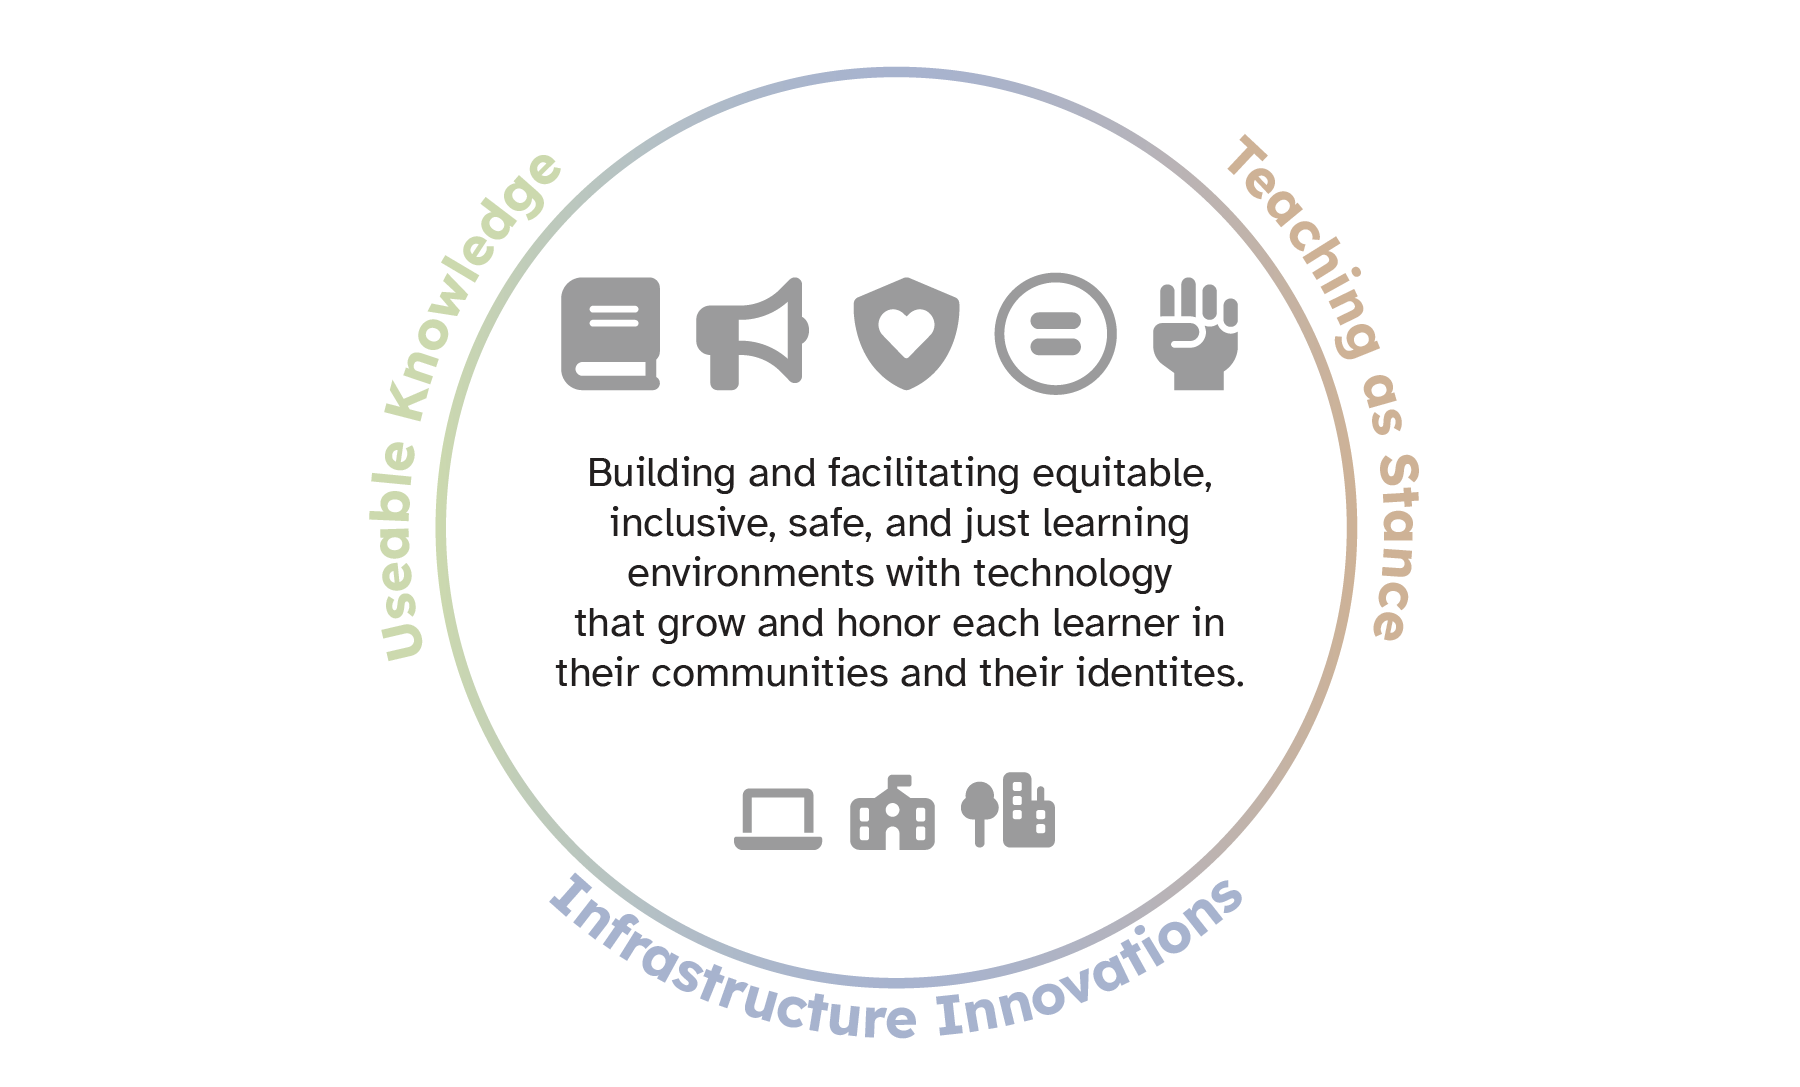 Useable Knowledge
Teaching as Stance
Building and facilitating equitable,
inclusive, safe, and just learning
environments with technology
that grow and honor each learner in
their communities and their identites.
Infrastructure Innovations